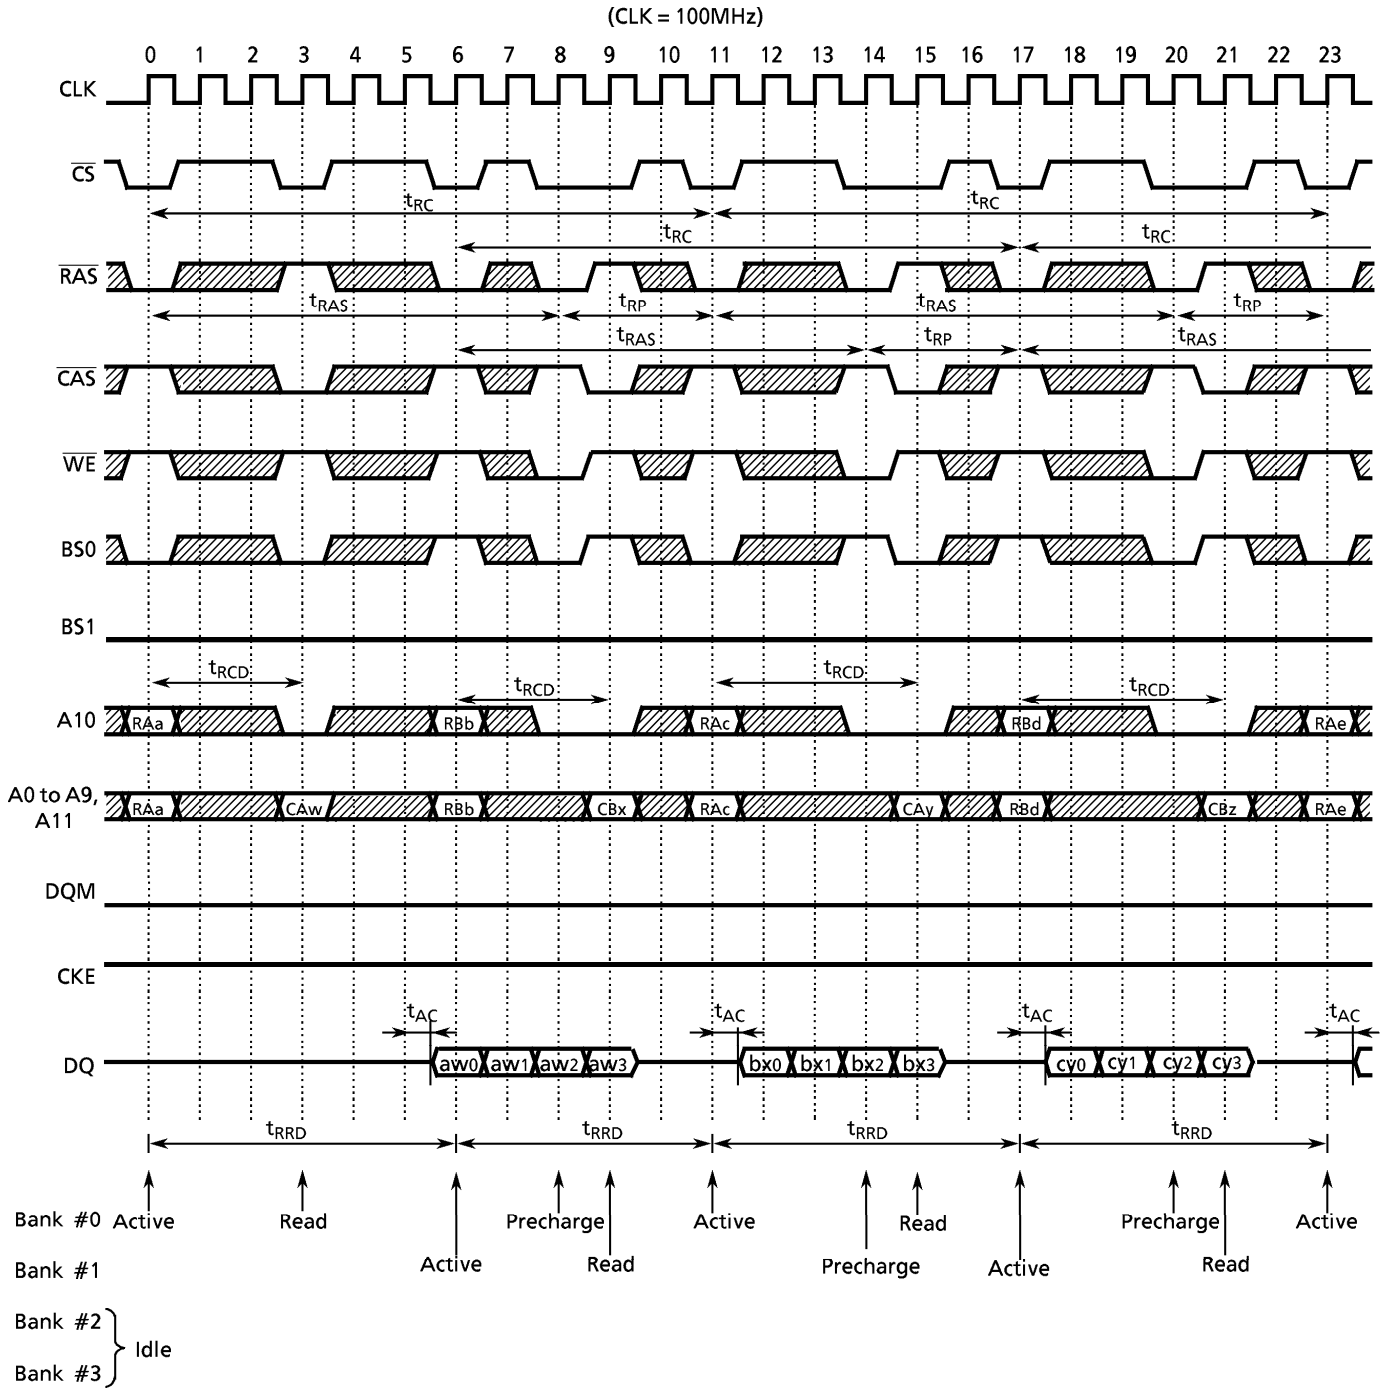 (CLK = 100MHz)
0 1 2 3 4 5 6 7 8 9 10 11 12 13 14 15 16 17 18 19 20 21 22 23
CLK
CS
tRC tRC
tRC tRC
RAS
tRAS tRP tRAS tRP
tRAS tRP tRAS
CAS
WE
BS0
BS1
tRCD tRCD
tRCD tRCD
A10 RAa RBb RAc RBd RAe
A0 to A9,
A11
RAa CAw RBb CBx RAc CAy RBd CBz RAe
DQM
CKE
tAC tAC tAC tAC
DQ aw0 aw1 aw2 aw3 bx0 bx1 bx2 bx3 cy0 cy1 cy2 cy3
tRRD tRRD tRRD tRRD
Bank #0 Active Read Precharge Active Read Precharge Active
Bank #1 Active Read Precharge Active Read
Bank #2
Idle
Bank #3